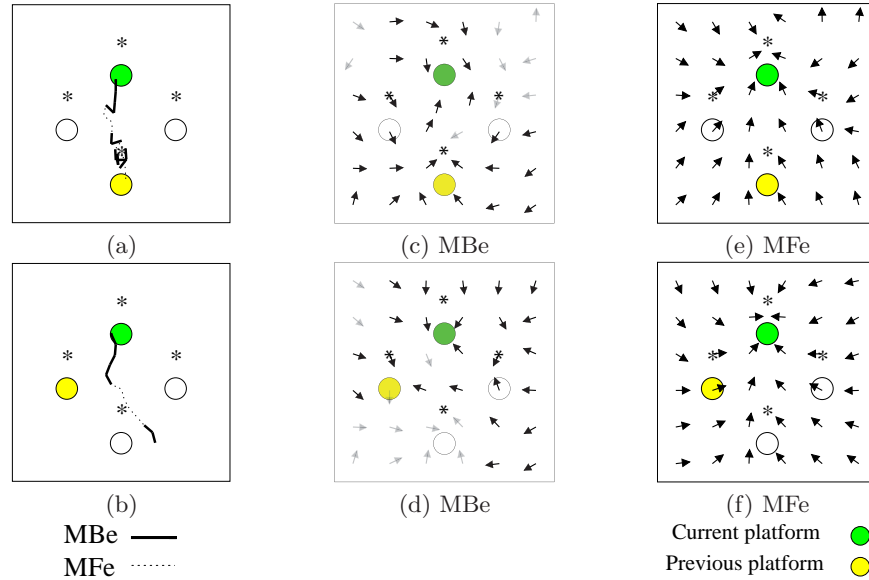 (a)
(c) MBe
(e) MFe
(b)
(d) MBe
(f) MFe
MBe
MFe
Current platform
Previous platform